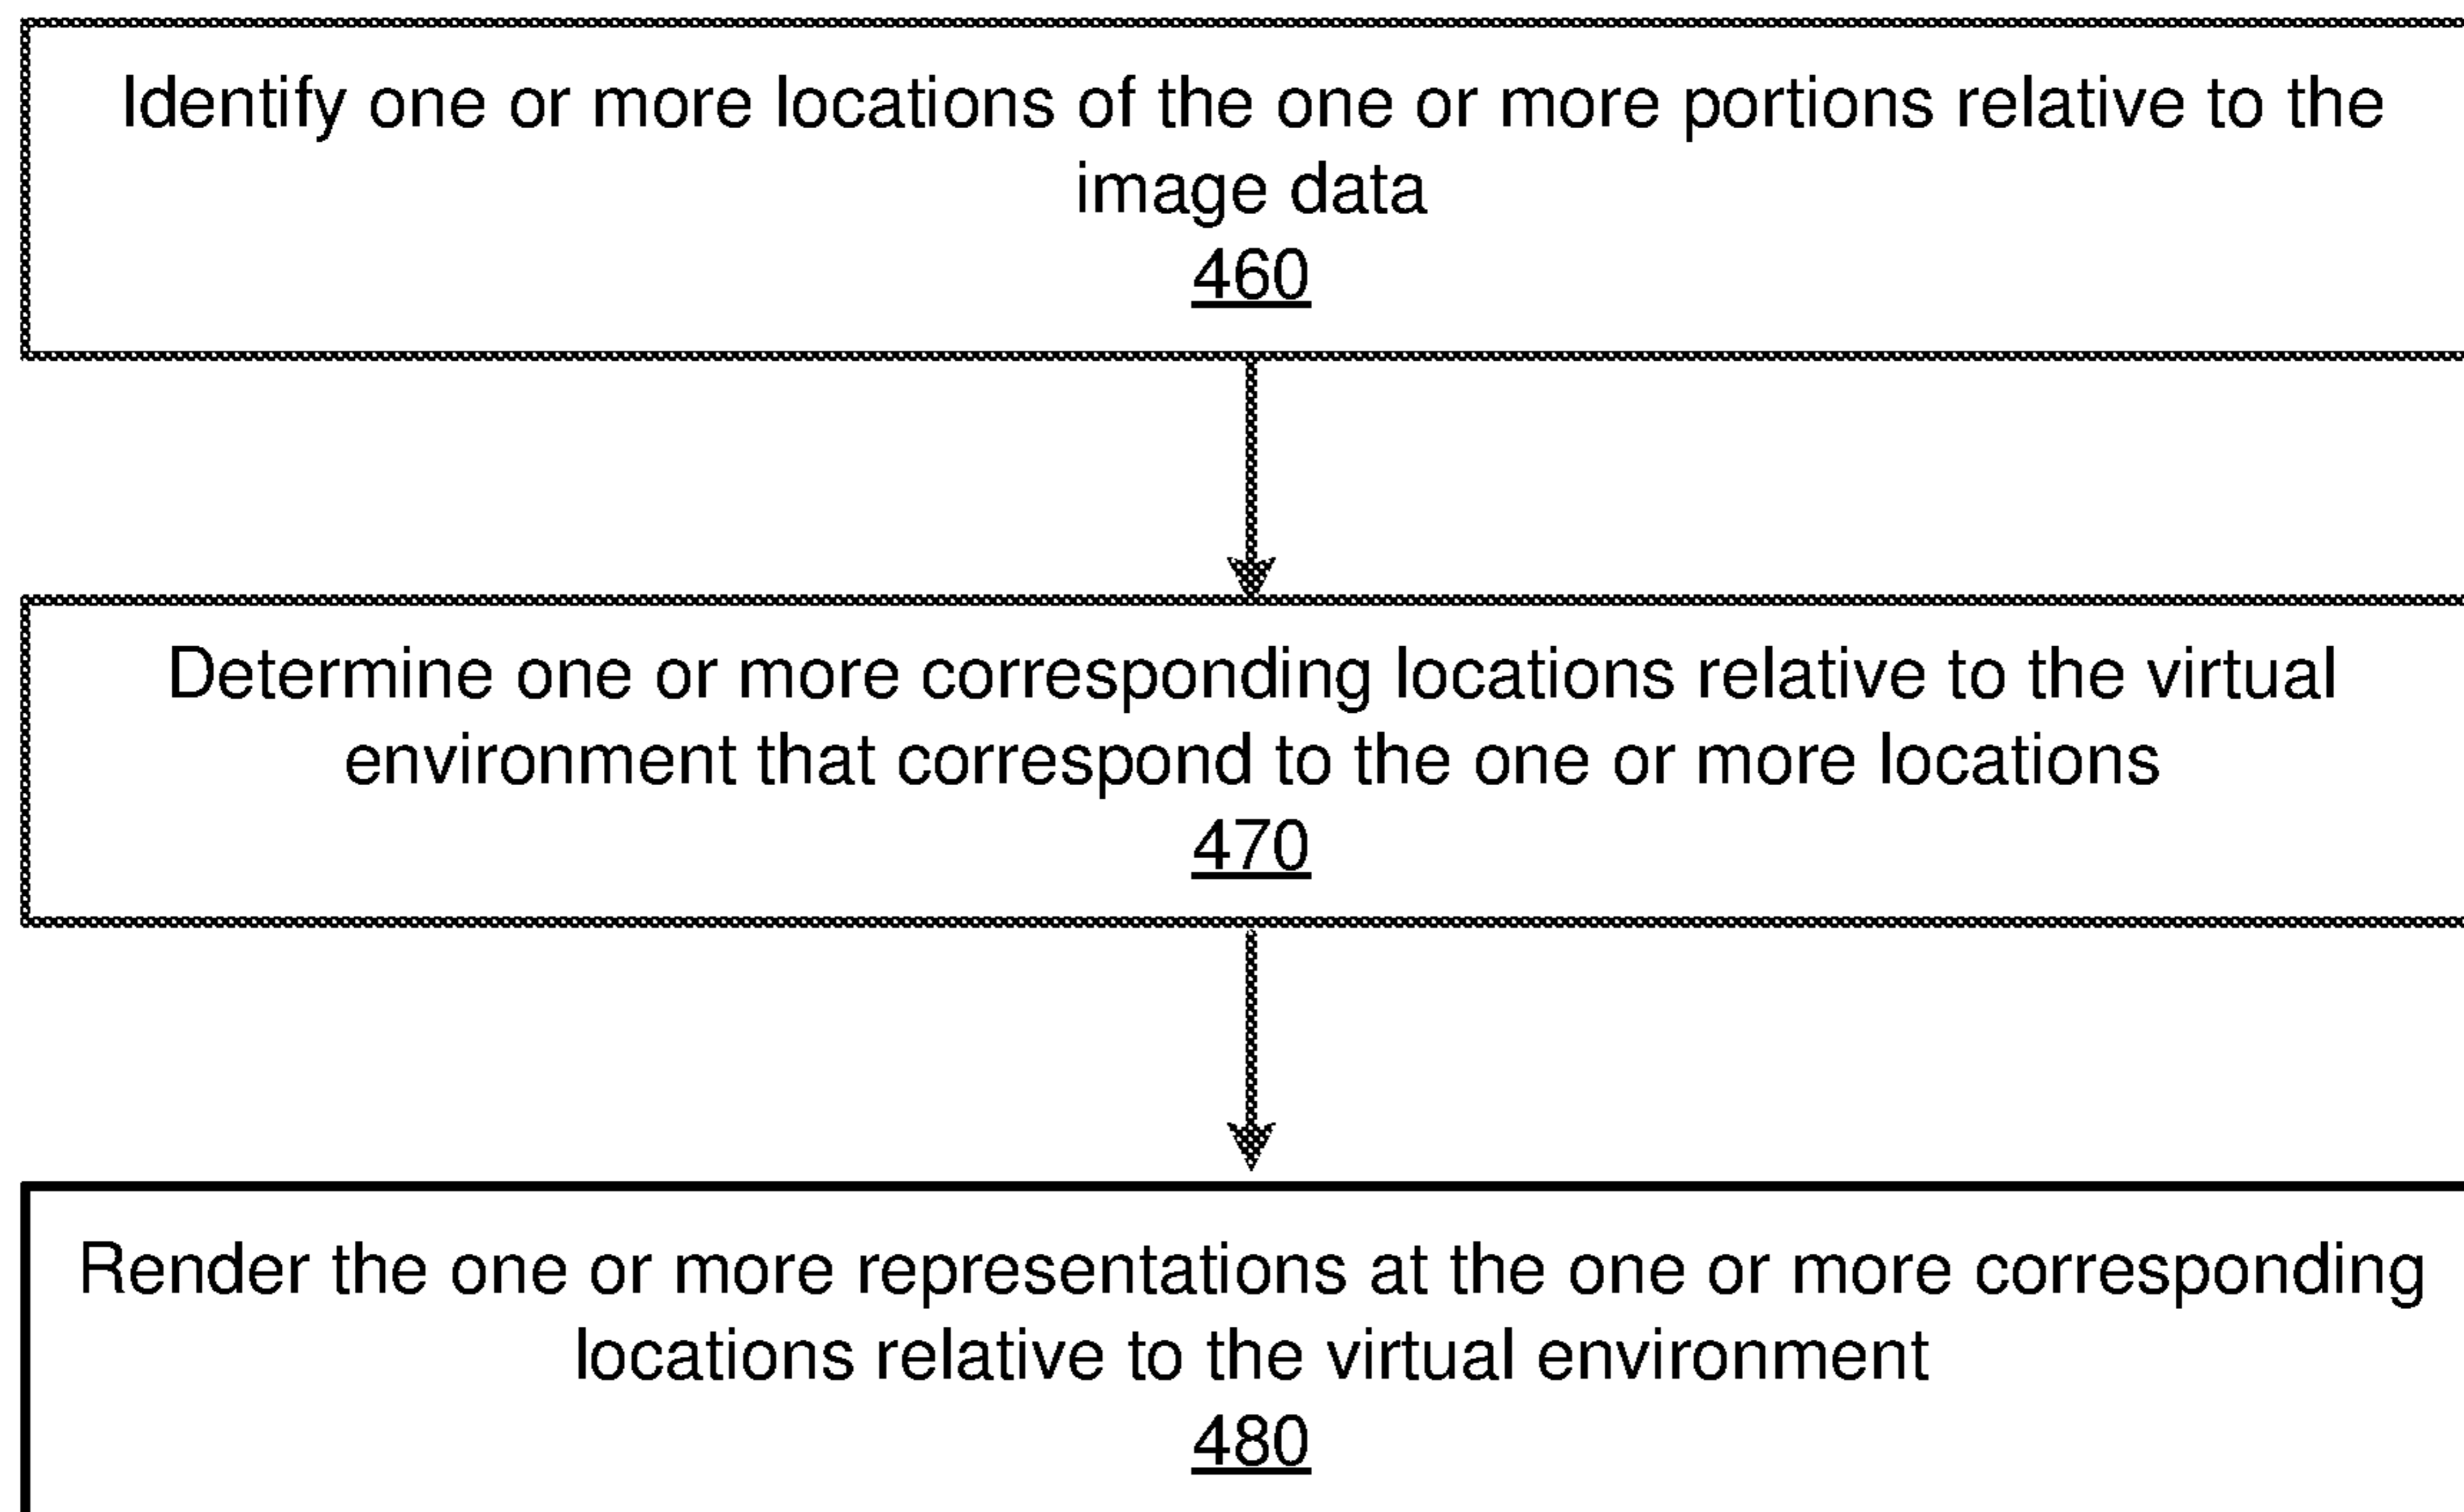 Identify one or more locations of the one or more portions relative to the
image data
460
Determine one or more corresponding locations relative to the virtual
environment that correspond to the one or more locations
470
Render the one or more representations at the one or more corresponding
locations relative to the virtual environment
480